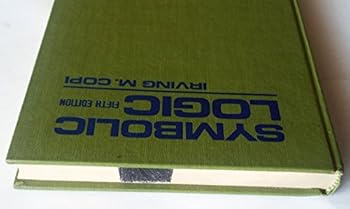 SYMBOLIC
LOGIC FIFTH EDITION
IRVING M. COPI